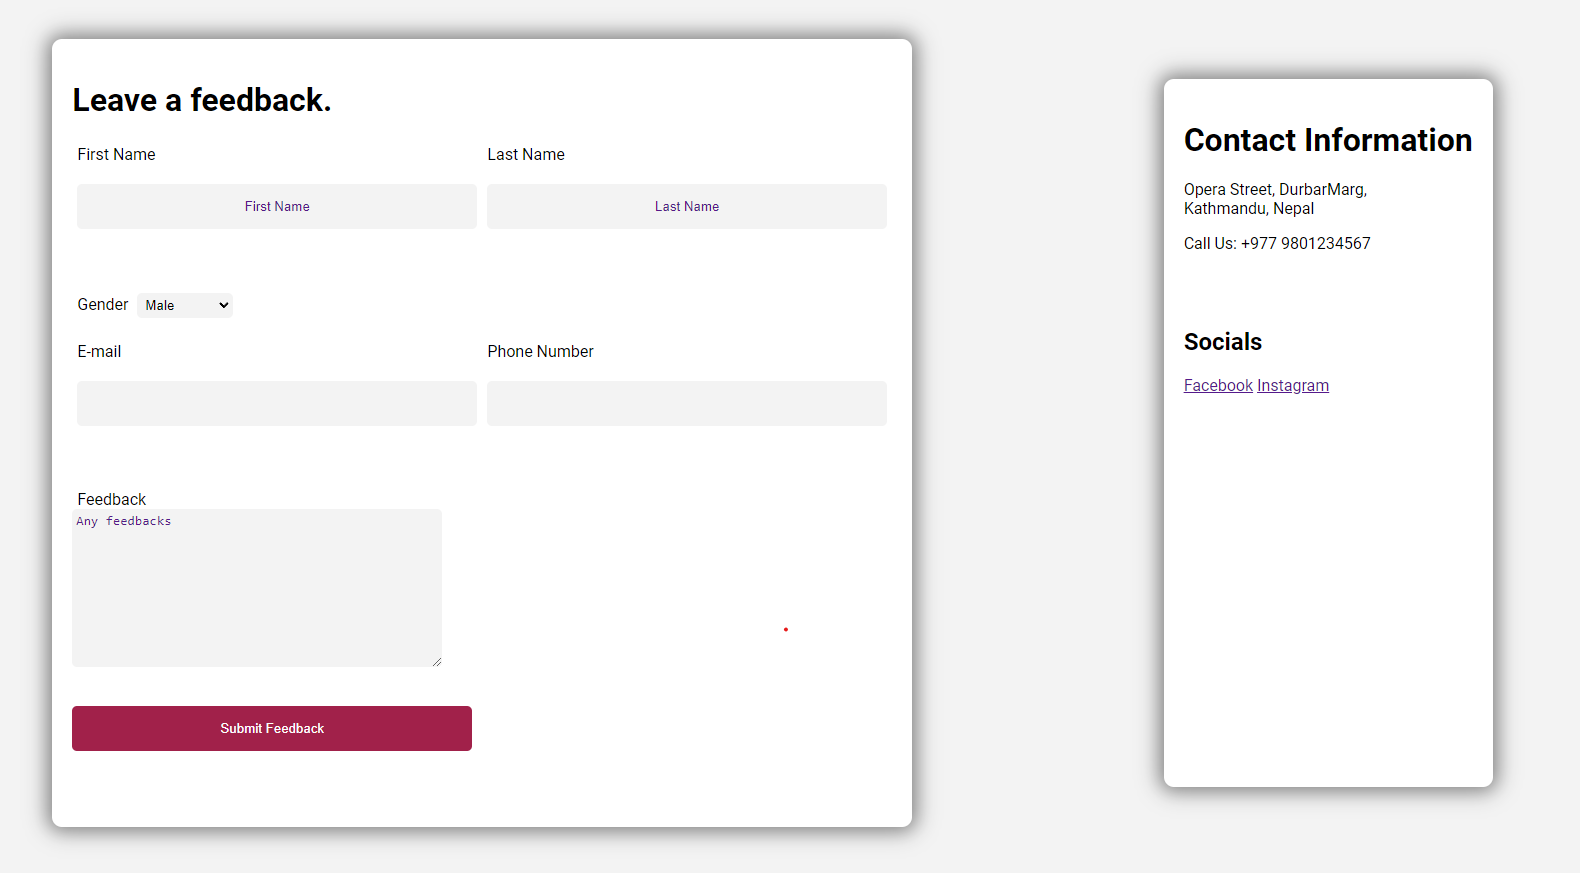 Leave a feedback.
First Name
Last Name
First Name
Last Name
Gender
Male
E-mail
Phone Number
Feedback
Any feedbacks
Submit Feedback
Contact Information
Opera Street, DurbarMarg,
Kathmandu, Nepal
Call Us: +977 9801234567
Socials
Facebook Instagram